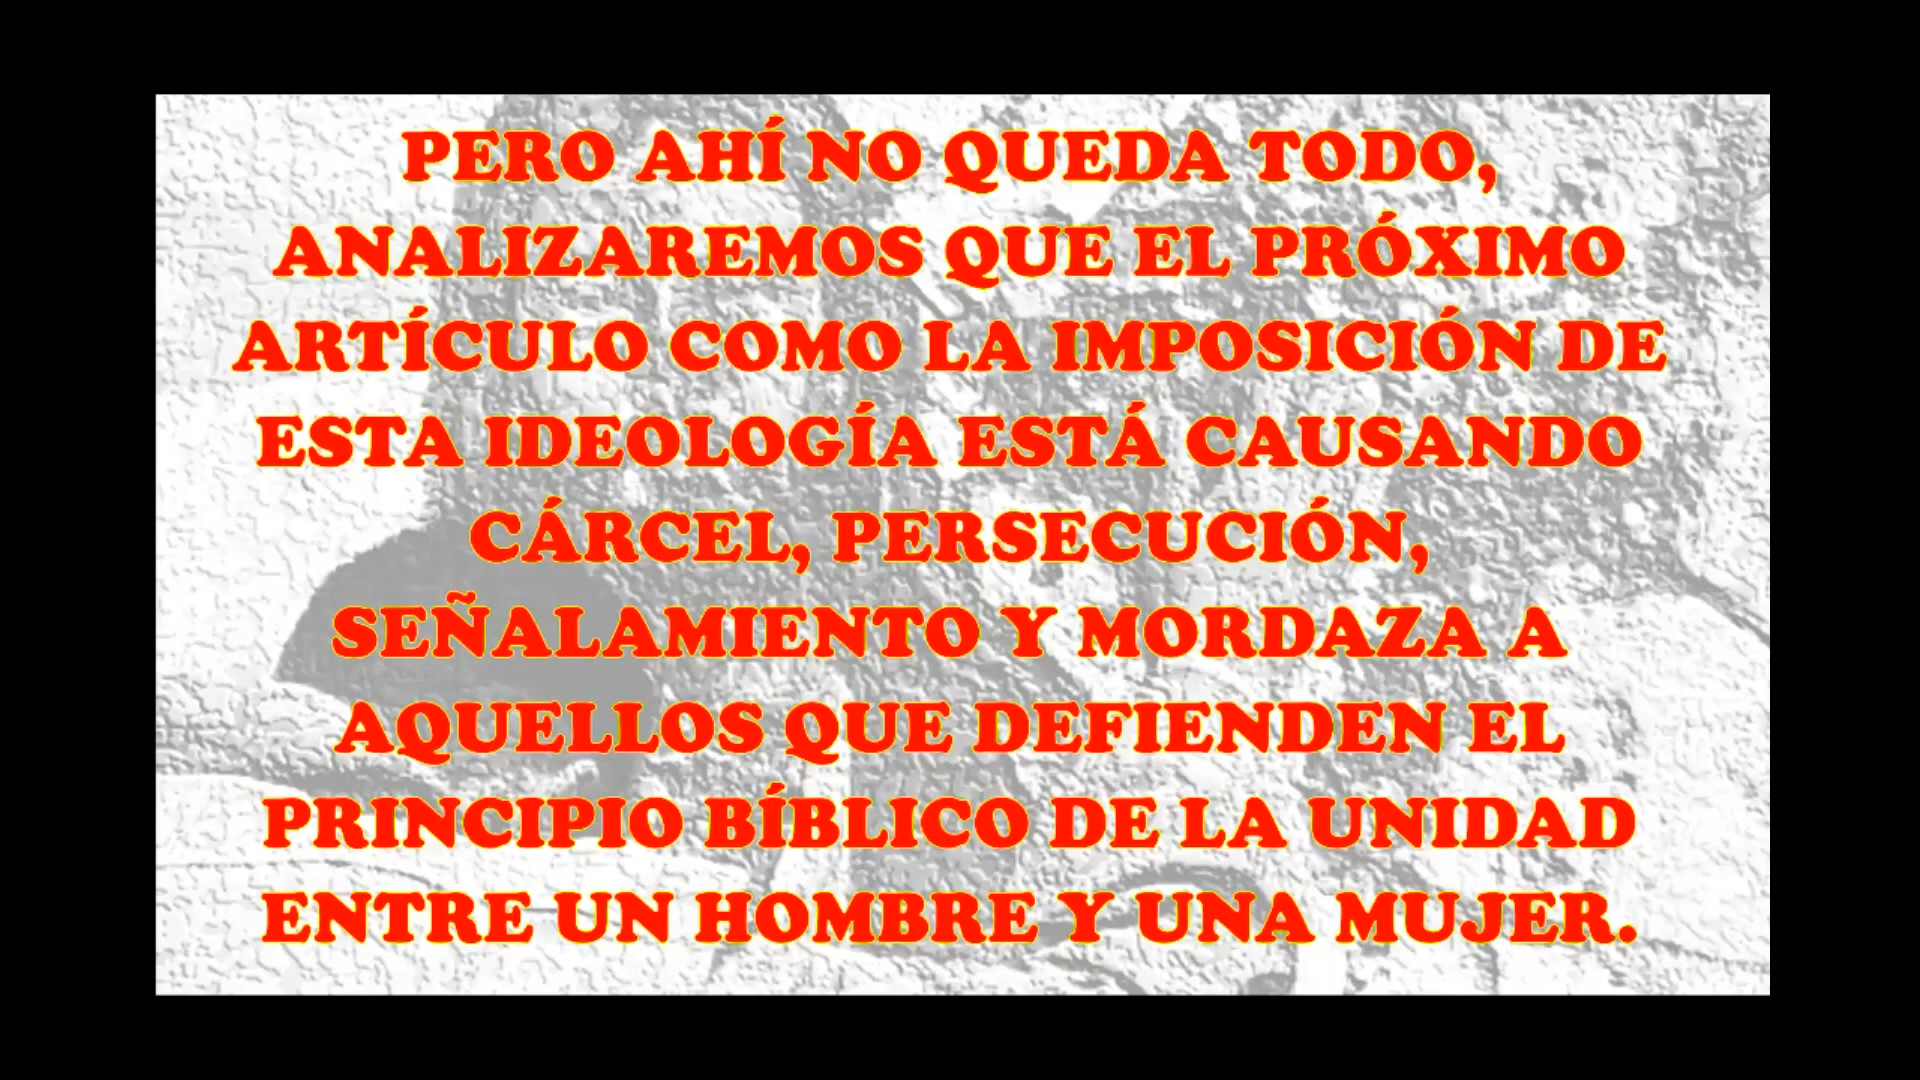 PERO AHÍ NO QUEDA TODO,
ANALIZAREMOS QUE EL PRÓXIMO
ARTÍCULO COMO LA IMPOSICIÓN DE
ESTA IDEOLOGÍA ESTÁ CAUSANDO
CÁRCEL, PERSECUCIÓN,
SEÑALAMIENTO Y MORDAZA A
AQUELLOS QUE DEFIENDEN EL
PRINCIPIO BÍBLICO DE LA UNIDAD
ENTRE UN HOMBRE Y UNA MUJER.